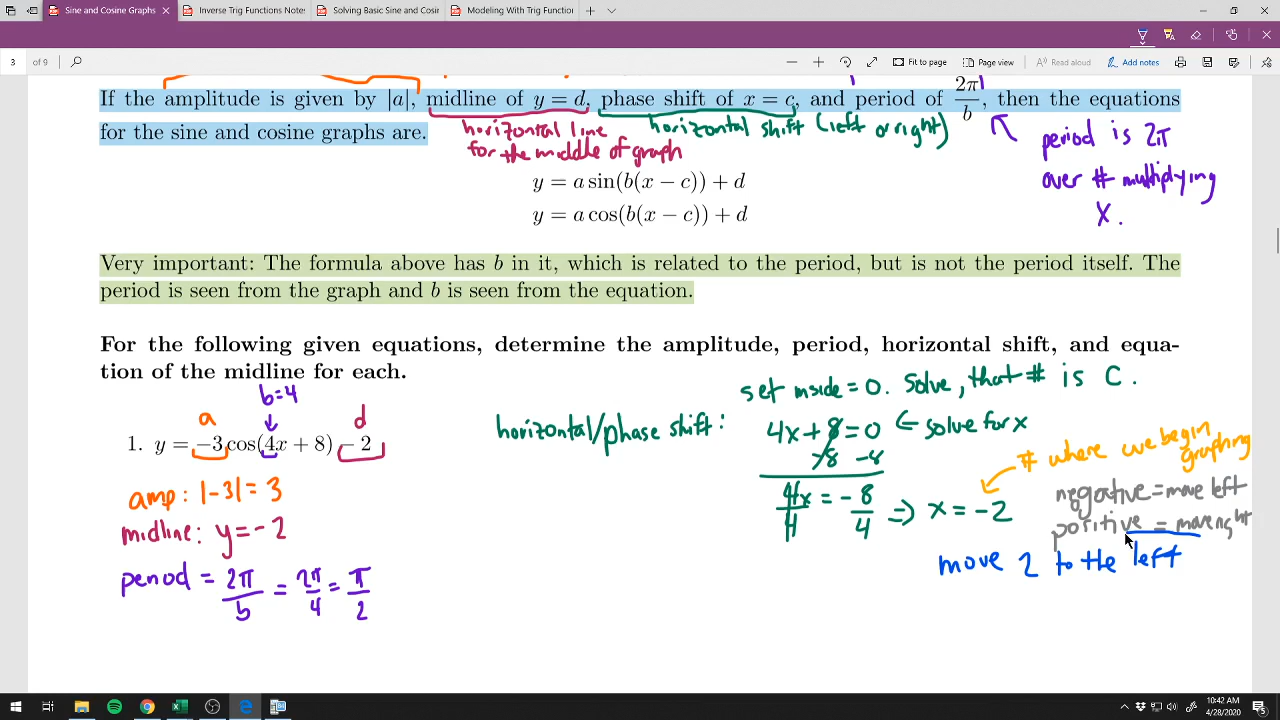 Sine and Cosine Graphs
Inverse Trig Functions Notes
Solving Basic Sine and Cosin
Modeling With Trig Function
3 of 9
Fit to page
Page view
Read aloud
Add notes
If the amplitude is given by |a|, midline of y = d, phase shift of x = c, and period of 2π/b, then the equations
for the sine and cosine graphs are.
horizontal line
for the middle of graph
horizontal shift (left or right)
period is 2π
over # multiplying
x.
y = a sin(b(x − c)) + d
y = a cos(b(x − c)) + d
Very important: The formula above has b in it, which is related to the period, but is not the period itself. The
period is seen from the graph and b is seen from the equation.
For the following given equations, determine the amplitude, period, horizontal shift, and equa-
tion of the midline for each.
b=4
a
d
1. y = −3 cos(4x + 8) − 2
amp: |-3| = 3
midline: y = -2
period = 2π/b = 2π/4 = π/2
set inside = 0. Solve, that # is C.
horizontal/phase shift:
4x + 8 = 0 ← solve for x
-8 -8
4x/4 = -8/4 ⇒ x = -2
# where we begin
graphing
negative = move left
positive = move right
move 2 to the left
10:42 AM
4/28/2020